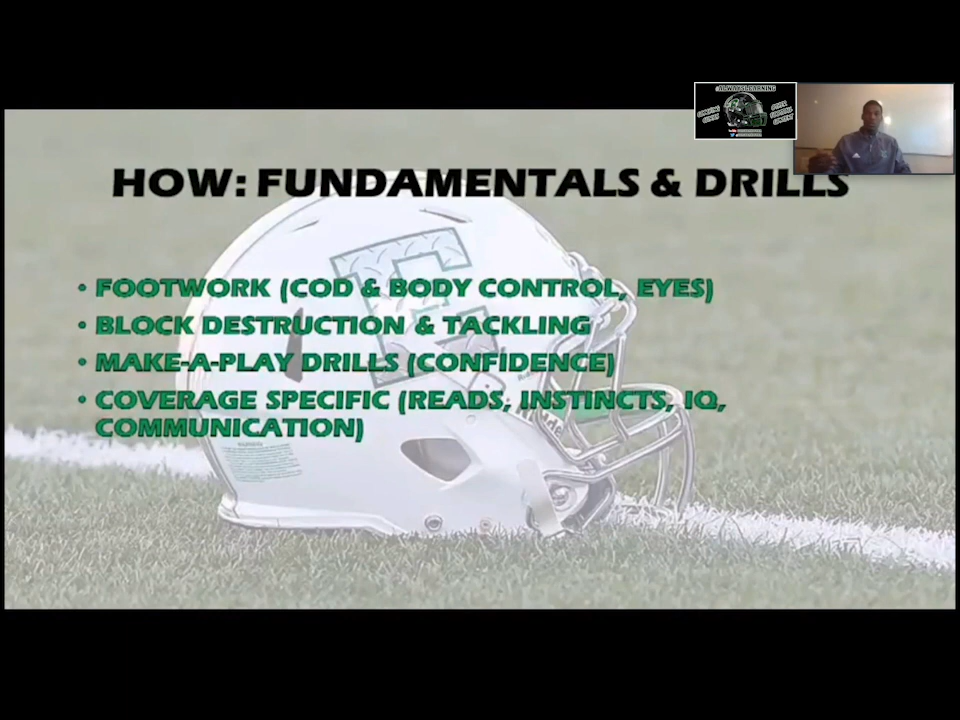 #ALWAYSLEARNING
HOW: FUNDAMENTALS & DRILLS
• FOOTWORK (COD & BODY CONTROL, EYES)
• BLOCK DESTRUCTION & TACKLING
• MAKE-A-PLAY DRILLS (CONFIDENCE)
• COVERAGE SPECIFIC (READS, INSTINCTS, IQ,
COMMUNICATION)